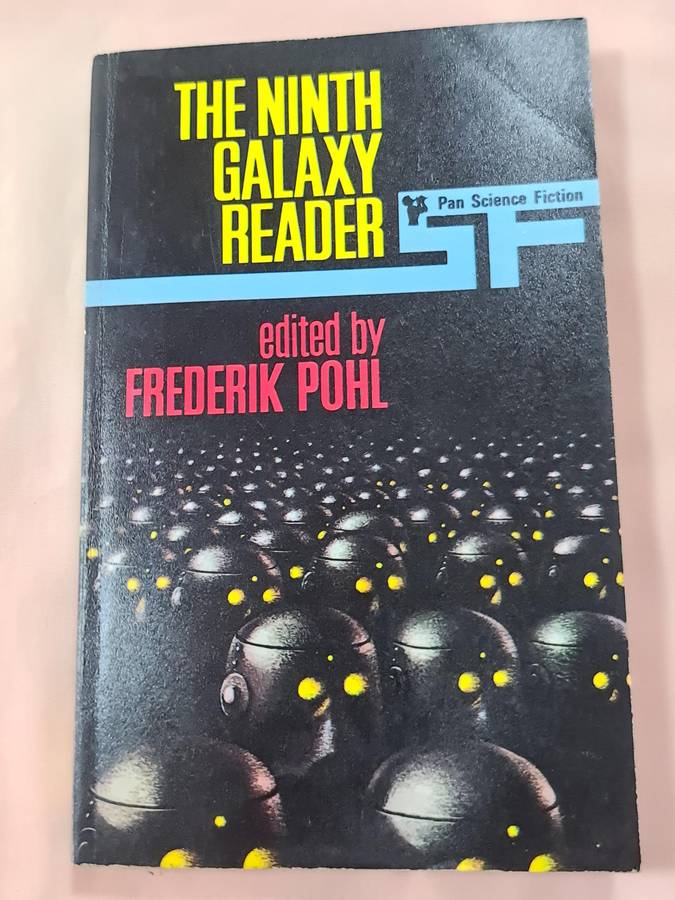 THE NINTH
GALAXY
READER
Pan Science Fiction
SF
edited by
FREDERIK POHL